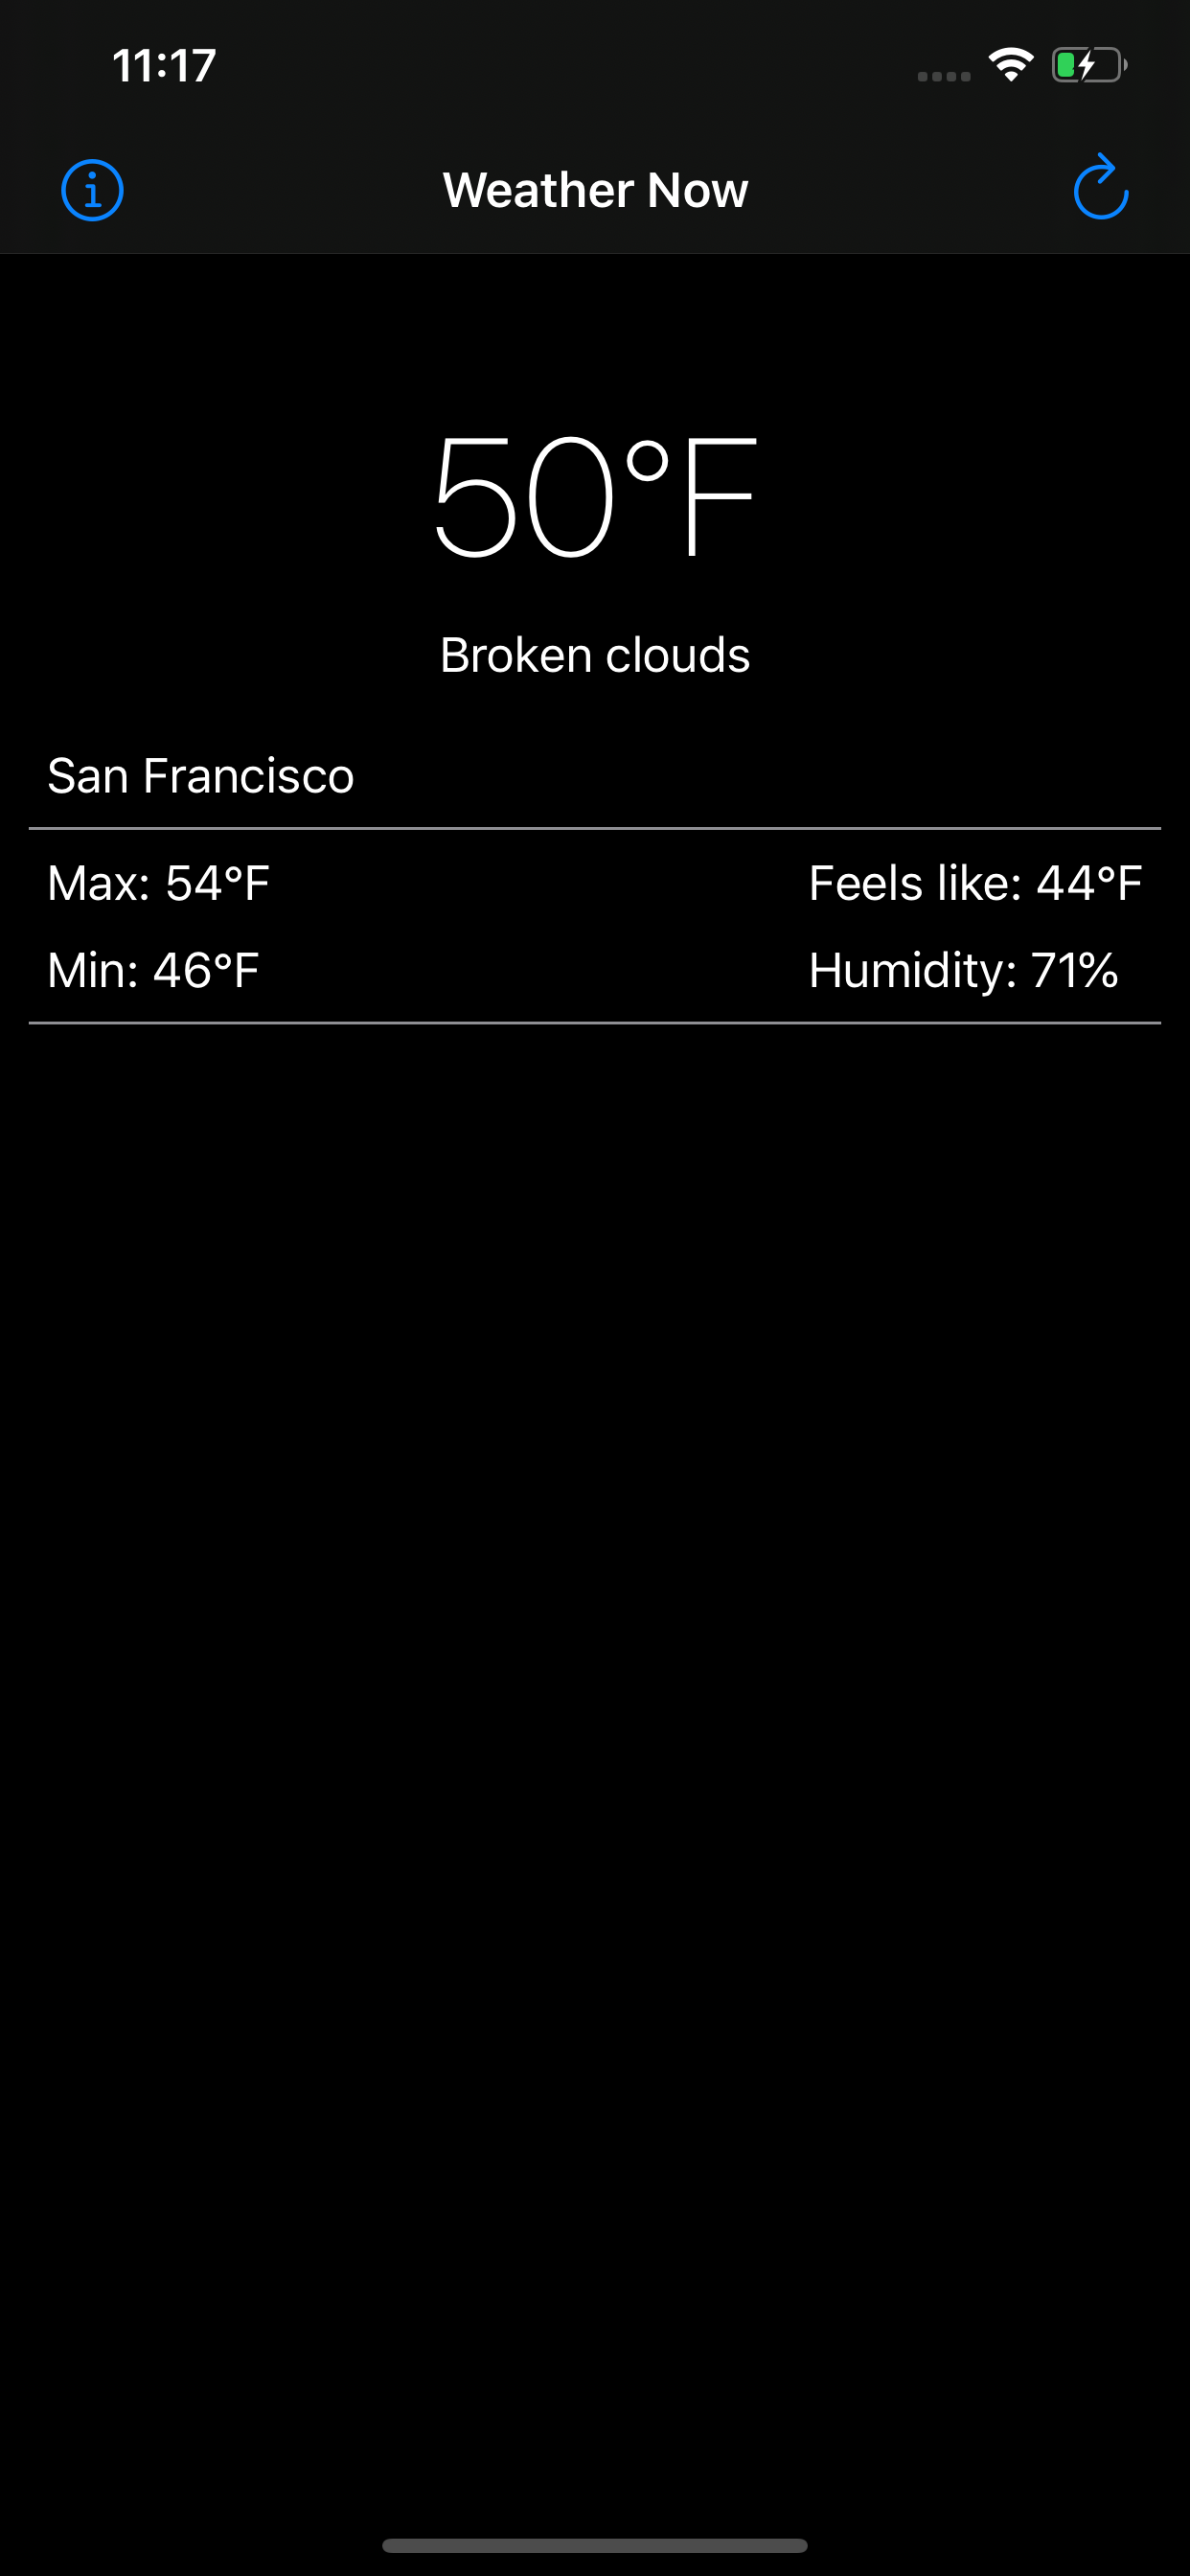 11:17
Weather Now
50°F
Broken clouds
San Francisco
Max: 54°F
Feels like: 44°F
Min: 46°F
Humidity: 71%